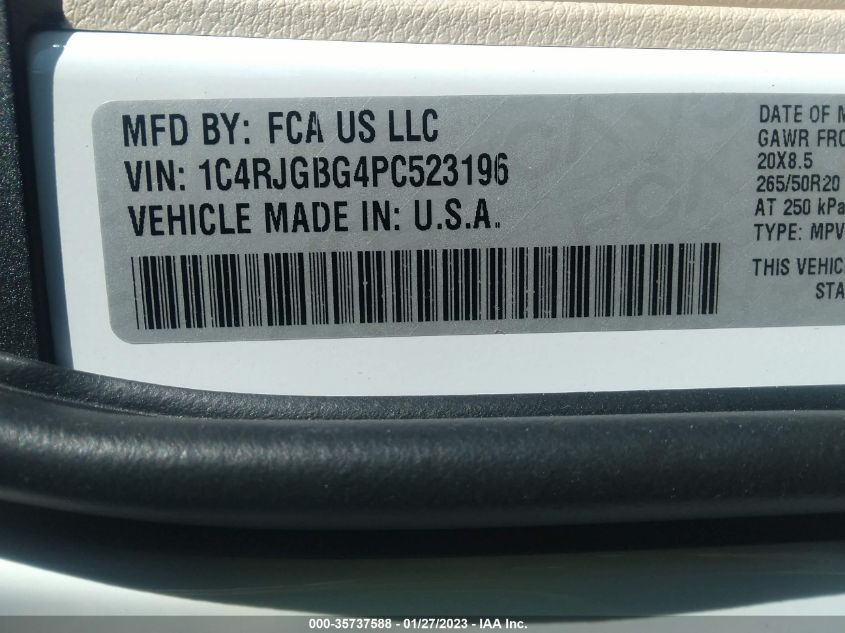 MFD BY: FCA US LLC
VIN: 1C4RJGBG4PC523196
VEHICLE MADE IN: U.S.A.
DATE OF M
GAWR FRO
20X8.5
265/50R20
AT 250 kPa
TYPE: MPV
THIS VEHIC
STA
000-35737588 - 01/27/2023 - IAA Inc.